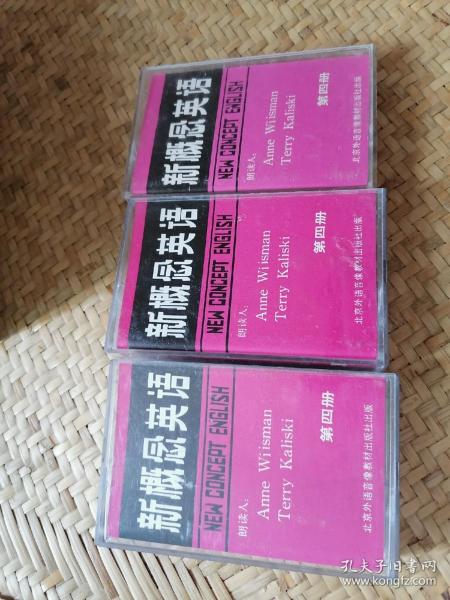 新概念英语
NEW CONCEPT ENGLISH
朗读人:
Anne Wiisman
Terry Kaliski
第四册
北京外语音像教材出版社出版
新概念英语
NEW CONCEPT ENGLISH
朗读人:
Anne Wiisman
Terry Kaliski
第四册
北京外语音像教材出版社出版
新概念英语
NEW CONCEPT ENGLISH
朗读人:
Anne Wiisman
Terry Kaliski
第四册
北京外语音像教材出版社出版
孔夫子旧书网
www.kongfz.com